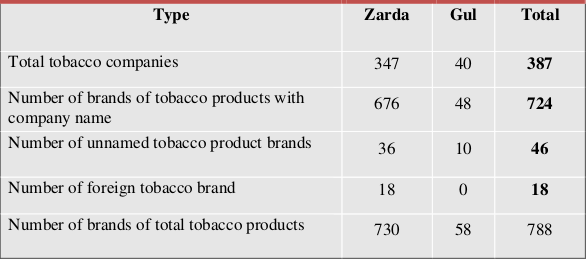 Type Zarda Gul Total
Total tobacco companies 347 40 387
Number of brands of tobacco products with
company name 676 48 724
Number of unnamed tobacco product brands 36 10 46
Number of foreign tobacco brand 18 0 18
Number of brands of total tobacco products 730 58 788